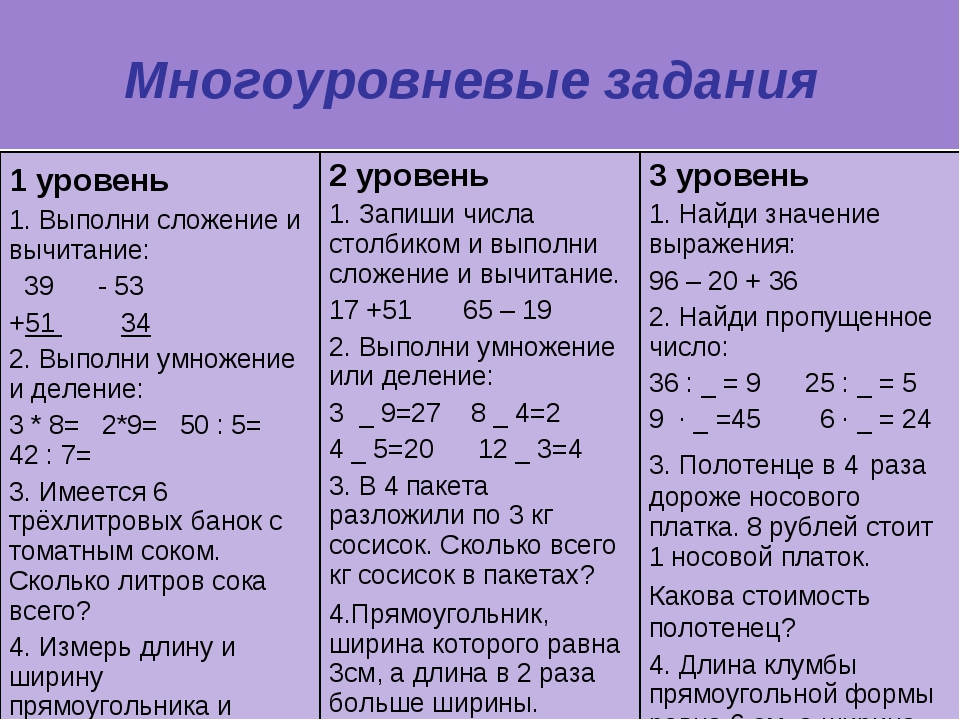 Многоуровневые задания
1 уровень
1. Выполни сложение и
вычитание:
39 - 53
+51 34
2. Выполни умножение
и деление:
3 * 8= 2*9= 50 : 5=
42 : 7=
3. Имеется 6
трёхлитровых банок с
томатным соком.
Сколько литров сока
всего?
4. Измерь длину и
ширину
прямоугольника и
2 уровень
1. Запиши числа
столбиком и выполни
сложение и вычитание.
17 +51 65 – 19
2. Выполни умножение
или деление:
3 _ 9=27 8 _ 4=2
4 _ 5=20 12 _ 3=4
3. В 4 пакета
разложили по 3 кг
сосисок. Сколько всего
кг сосисок в пакетах?
4.Прямоугольник,
ширина которого равна
3см, а длина в 2 раза
больше ширины.
3 уровень
1. Найди значение
выражения:
96 – 20 + 36
2. Найди пропущенное
число:
36 : _ = 9 25 : _ = 5
9 · _ =45 6 · _ = 24
3. Полотенце в 4 раза
дороже носового
платка. 8 рублей стоит
1 носовой платок.
Какова стоимость
полотенец?
4. Длина клумбы
прямоугольной формы